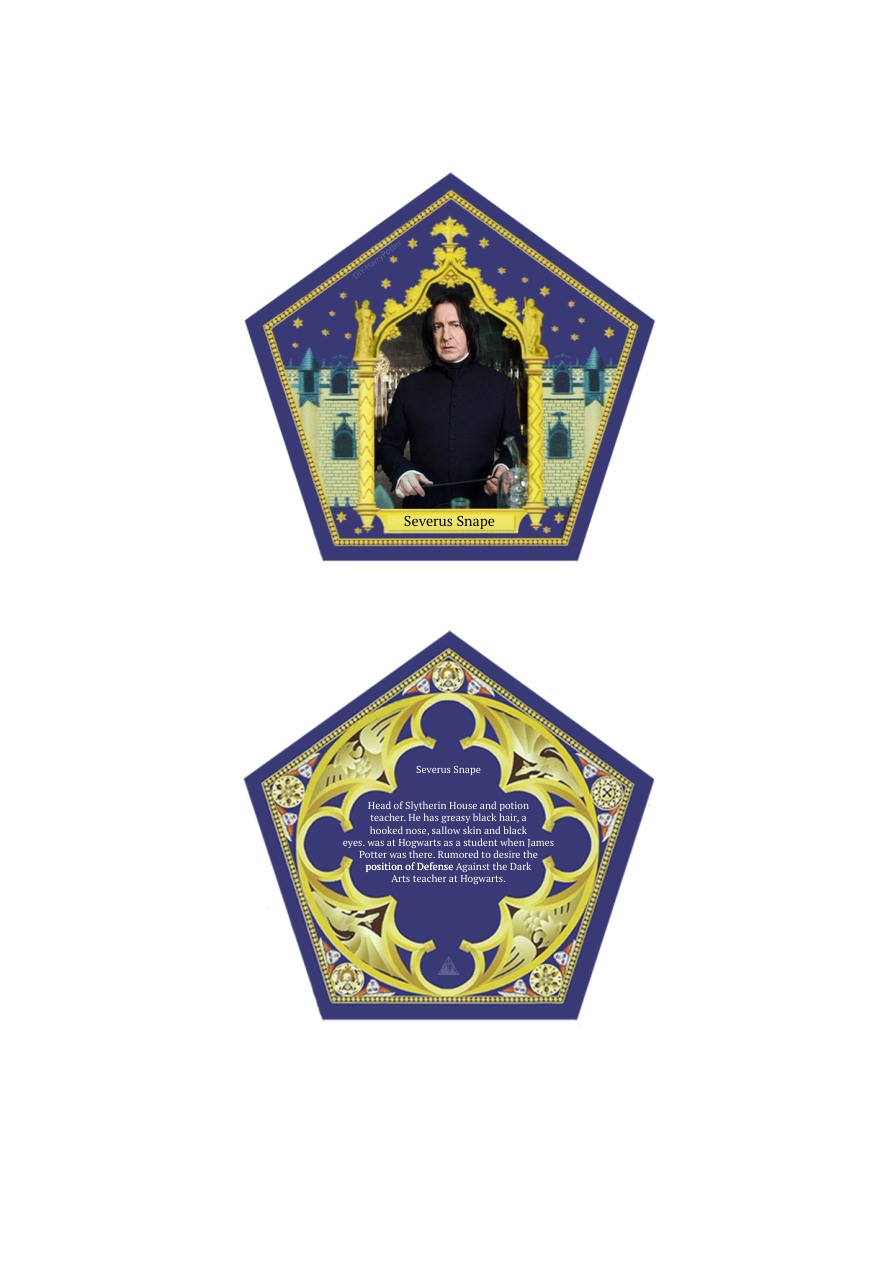 DIY-HarryPotter
Severus Snape
Severus Snape
Head of Slytherin House and potion
teacher. He has greasy black hair, a
hooked nose, sallow skin and black
eyes. was at Hogwarts as a student when James
Potter was there. Rumored to desire the
position of Defense Against the Dark
Arts teacher at Hogwarts.